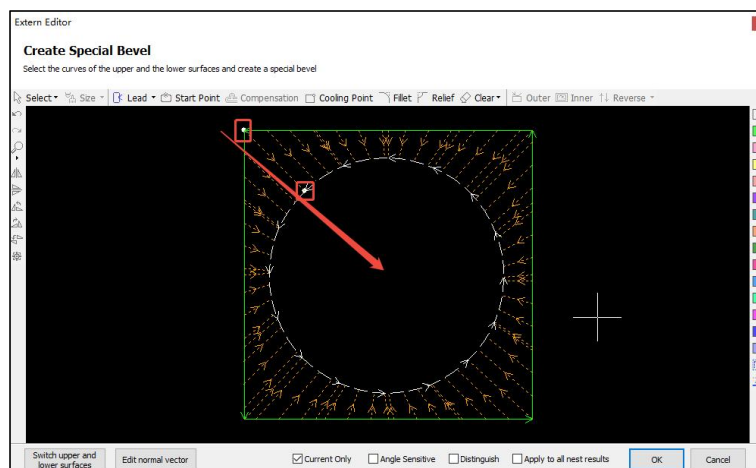 Extern Editor
Create Special Bevel
Select the curves of the upper and the lower surfaces and create a special bevel
Select Size Lead Start Point Compensation Cooling Point Fillet Relief Clear Outer Inner Reverse
Switch upper and
lower surfaces
Edit normal vector
Current Only
Angle Sensitive
Distinguish
Apply to all nest results
OK
Cancel